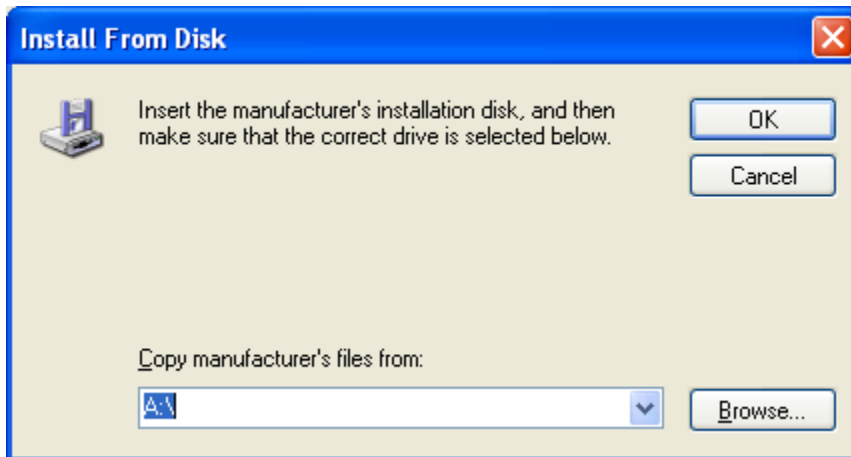 Install From Disk
Insert the manufacturer's installation disk, and then
make sure that the correct drive is selected below.
OK
Cancel
Copy manufacturer's files from:
A:\
Browse...